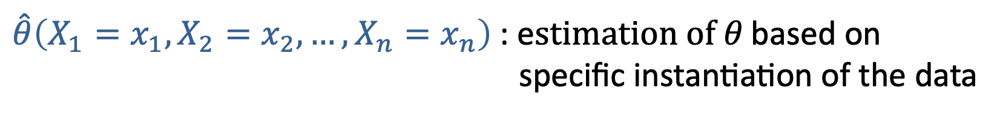 θ̂(X₁ = x₁, X₂ = x₂, … , Xₙ = xₙ) : estimation of θ based on
specific instantiation of the data